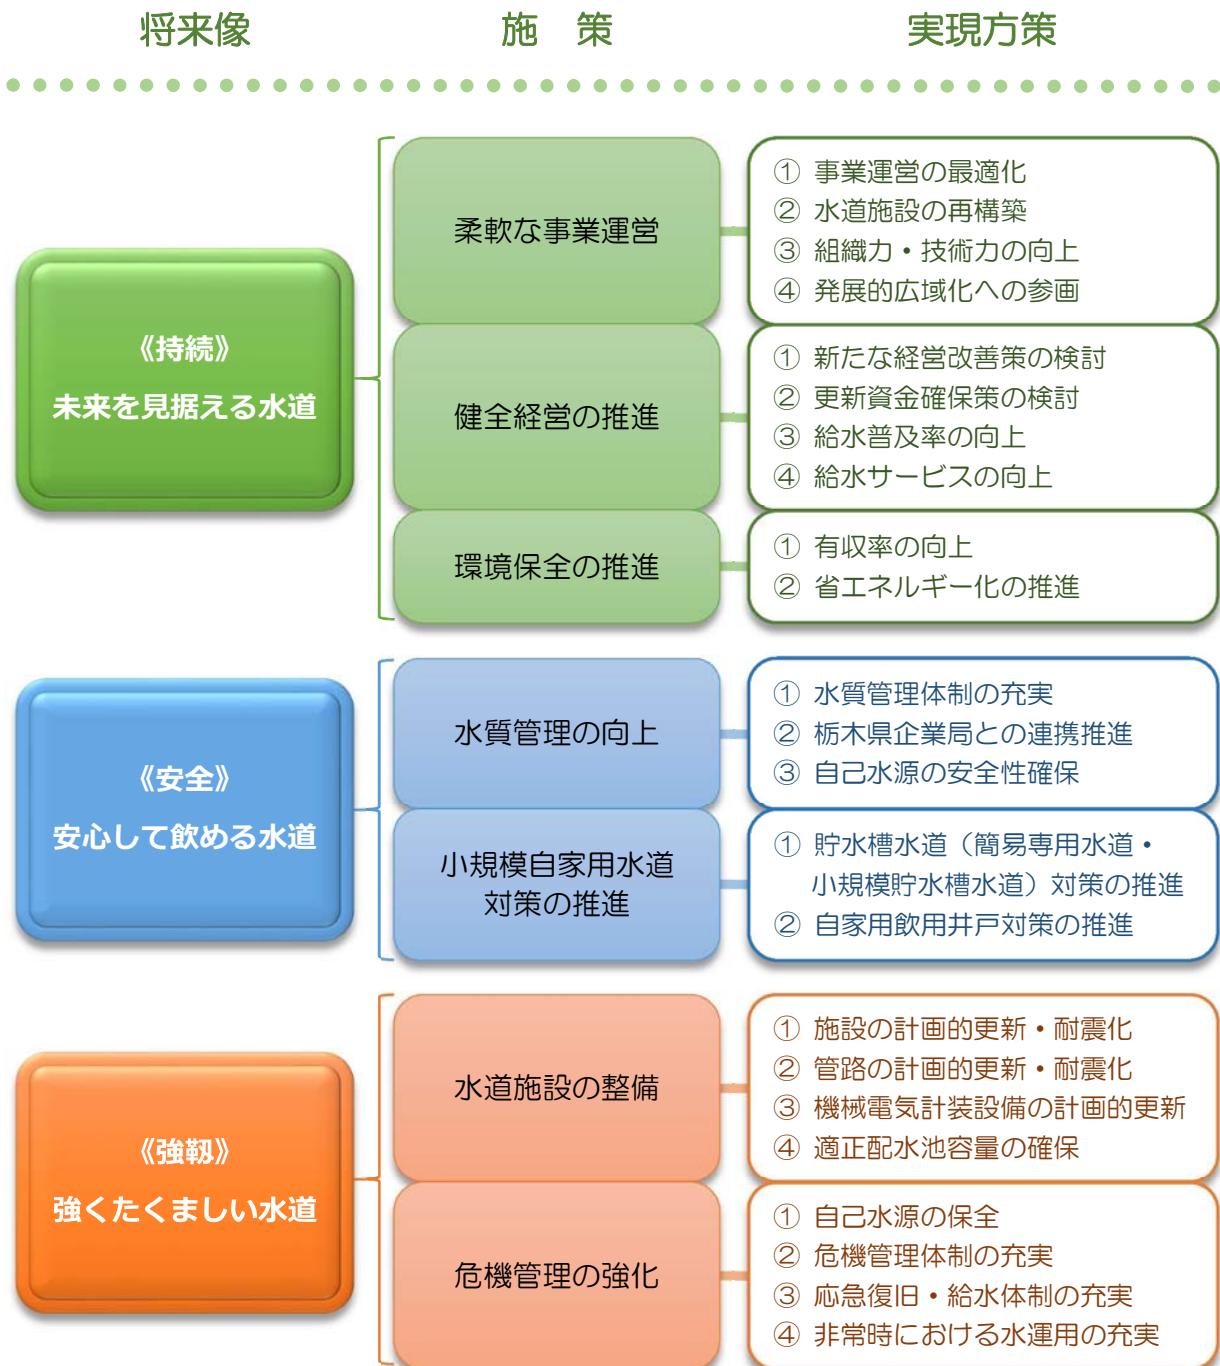 将来像
施　策
実現方策
《持続》
未来を見据える水道
柔軟な事業運営
① 事業運営の最適化
② 水道施設の再構築
③ 組織力・技術力の向上
④ 発展的広域化への参画
健全経営の推進
① 新たな経営改善策の検討
② 更新資金確保策の検討
③ 給水普及率の向上
④ 給水サービスの向上
環境保全の推進
① 有収率の向上
② 省エネルギー化の推進
《安全》
安心して飲める水道
水質管理の向上
① 水質管理体制の充実
② 栃木県企業局との連携推進
③ 自己水源の安全性確保
小規模自家用水道
対策の推進
① 貯水槽水道（簡易専用水道・
小規模貯水槽水道）対策の推進
② 自家用飲用井戸対策の推進
《強靱》
強くたくましい水道
水道施設の整備
① 施設の計画的更新・耐震化
② 管路の計画的更新・耐震化
③ 機械電気計装設備の計画的更新
④ 適正配水池容量の確保
危機管理の強化
① 自己水源の保全
② 危機管理体制の充実
③ 応急復旧・給水体制の充実
④ 非常時における水運用の充実